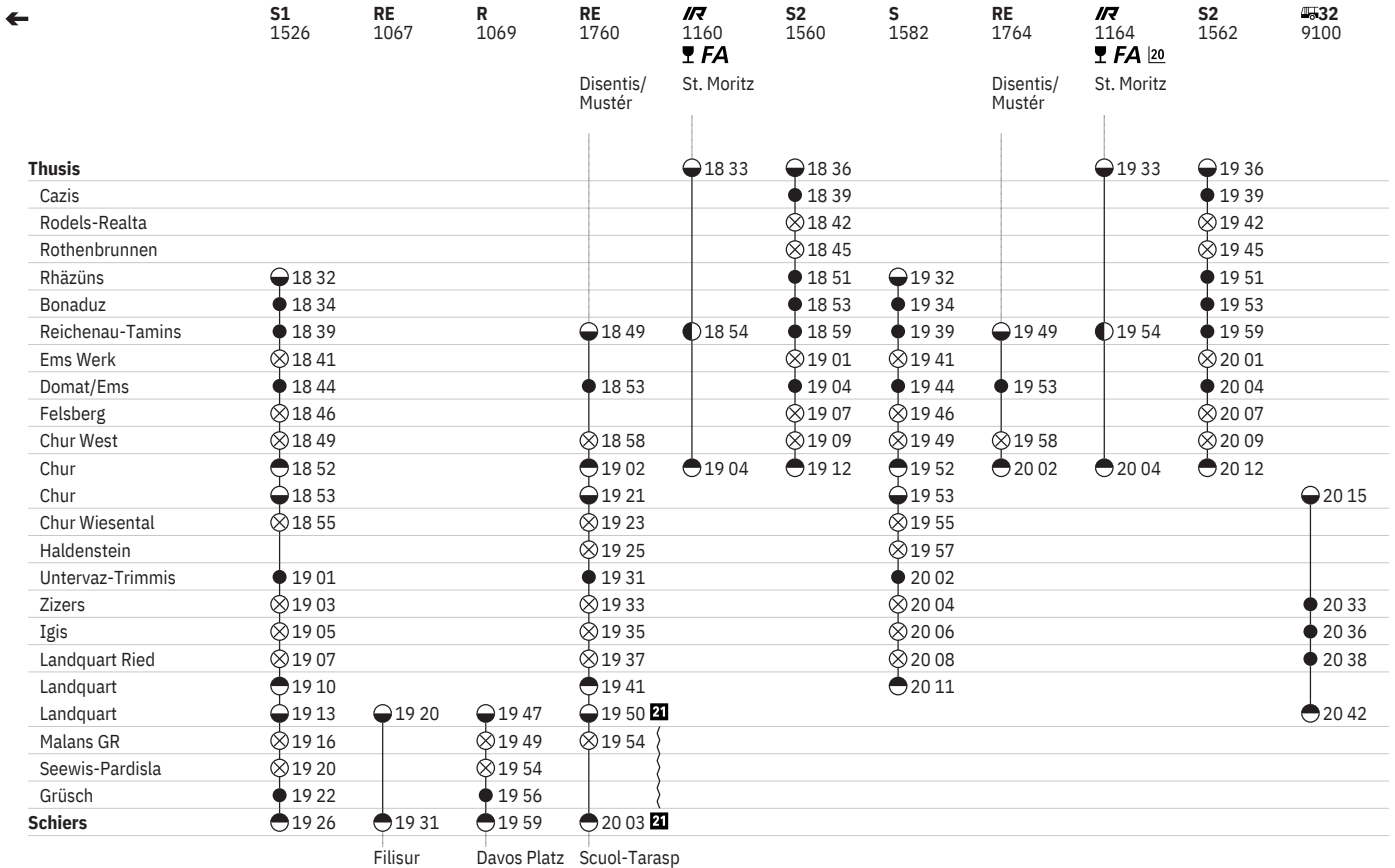 S1 RE R RE IR S2 S RE IR S2 32
1526 1067 1069 1760 1160 1560 1582 1764 1164 1562 9100
FA FA 20
Disentis/ St. Moritz Disentis/ St. Moritz
Mustér Mustér
Thusis 18 33 18 36 19 33 19 36
Cazis 18 39 19 39
Rodels-Realta 18 42 19 42
Rothenbrunnen 18 45 19 45
Rhäzüns 18 32 18 51 19 32 19 51
Bonaduz 18 34 18 53 19 34 19 53
Reichenau-Tamins 18 39 18 49 18 54 18 59 19 39 19 49 19 54 19 59
Ems Werk 18 41 19 01 19 41 20 01
Domat/Ems 18 44 18 53 19 04 19 44 19 53 20 04
Felsberg 18 46 19 07 19 46 20 07
Chur West 18 49 18 58 19 09 19 49 19 58 20 09
Chur 18 52 19 02 19 04 19 12 19 52 20 02 20 04 20 12
Chur 18 53 19 21 19 53 20 15
Chur Wiesental 18 55 19 23 19 55
Haldenstein 19 25 19 57
Untervaz-Trimmis 19 01 19 31 20 02
Zizers 19 03 19 33 20 04 20 33
Igis 19 05 19 35 20 06 20 36
Landquart Ried 19 07 19 37 20 08 20 38
Landquart 19 10 19 41 20 11
Landquart 19 13 19 20 19 47 19 50 21 20 42
Malans GR 19 16 19 49 19 54
Seewis-Pardisla 19 20 19 54
Grüsch 19 22 19 56
Schiers 19 26 19 31 19 59 20 03 21
Filisur Davos Platz Scuol-Tarasp